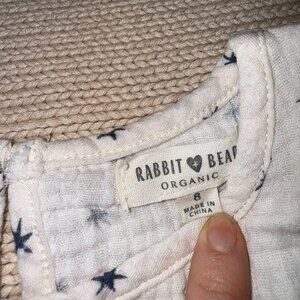 RABBIT BEAR
ORGANIC
8
MADE IN
CHINA